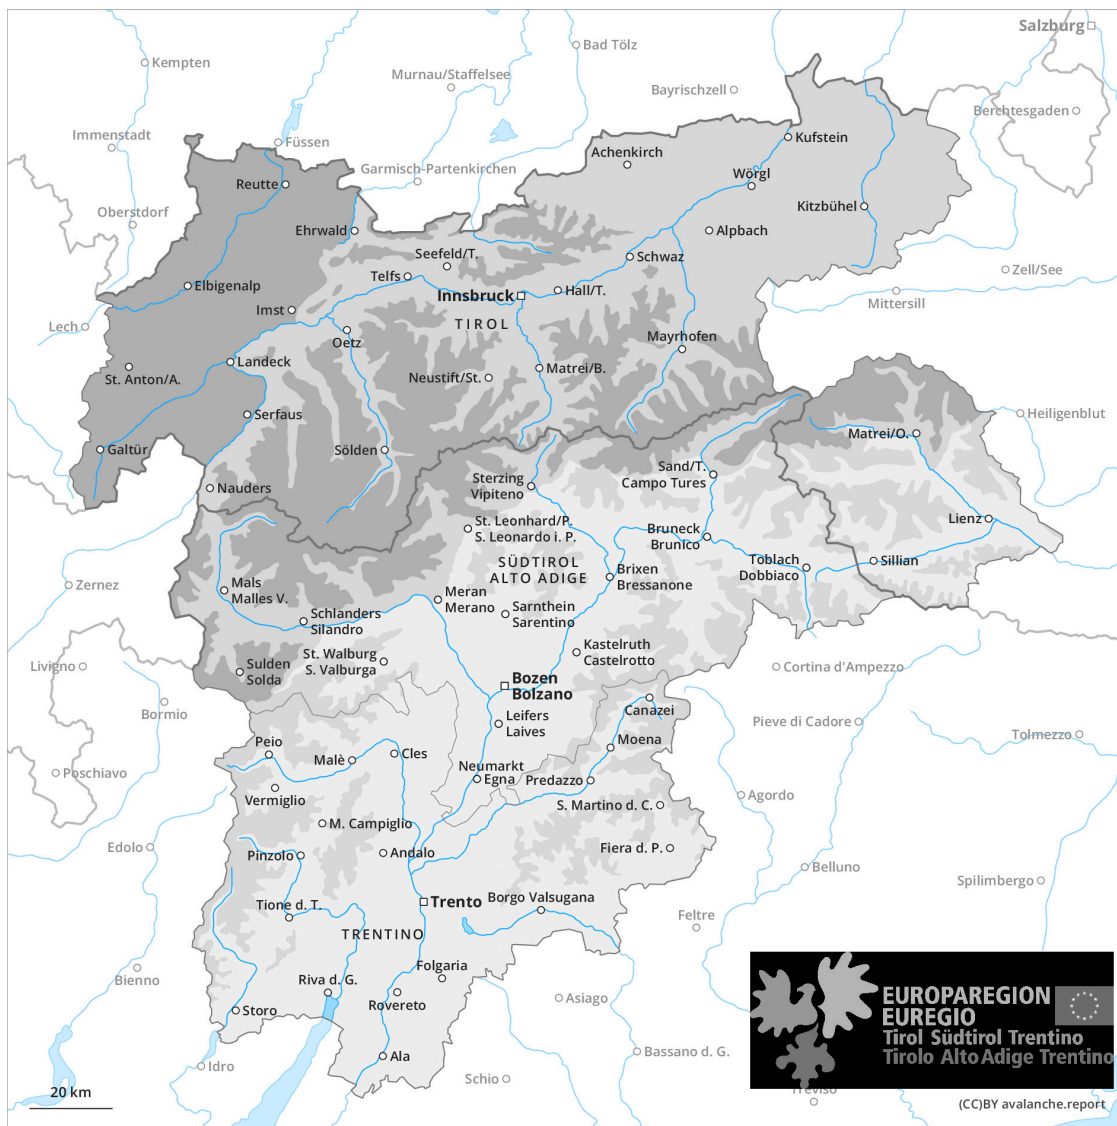 Salzburg
Bad Tölz
Kempten
Murnau/Staffelsee
Bayrischzell
Berchtesgaden
Immenstadt
Füssen
Kufstein
Achenkirch
Garmisch-Partenkirchen
Wörgl
Reutte
Kitzbühel
Oberstdorf
Ehrwald
Alpbach
Seefeld/T.
Schwaz
Telfs
Zell/See
Elbigenalp
Innsbruck
Hall/T.
Mittersill
Imst
TIROL
Lech
Oetz
Mayrhofen
Landeck
Matrei/B.
St. Anton/A.
Neustift/St.
Serfaus
Heiligenblut
Matrei/O.
Galtür
Sölden
Sand/T.
Campo Tures
Sterzing
Vipiteno
Nauders
St. Leonhard/P.
S. Leonardo i. P.
Lienz
Bruneck
Brunico
SÜDTIROL
ALTO ADIGE
Toblach
Dobbiaco
Sillian
Brixen
Bressanone
Zernez
Mals
Malles V.
Meran
Merano
Schlanders
Silandro
Sarnthein
Sarentino
Kastelruth
Castelrotto
St. Walburg
S. Valburga
Livigno
Sulden
Solda
Cortina d'Ampezzo
Bozen
Bolzano
Bormio
Canazei
Leifers
Laives
Pieve di Cadore
Tolmezzo
Moena
Peio
Cles
Malè
Neumarkt
Egna
Predazzo
Poschiavo
Vermiglio
Agordo
S. Martino d. C.
M. Campiglio
Edolo
Pinzolo
Andalo
Fiera d. P.
Belluno
Spilimbergo
Borgo Valsugana
Trento
Tione d. T.
Feltre
TRENTINO
Bienno
Folgaria
Riva d. G.
Rovereto
Asiago
Storo
EUROPAREGION
EUREGIO
Tirol Südtirol Trentino
Tirolo Alto Adige Trentino
Ala
Bassano d. G.
Idro
Schio
Treviso
20 km
(CC)BY avalanche.report